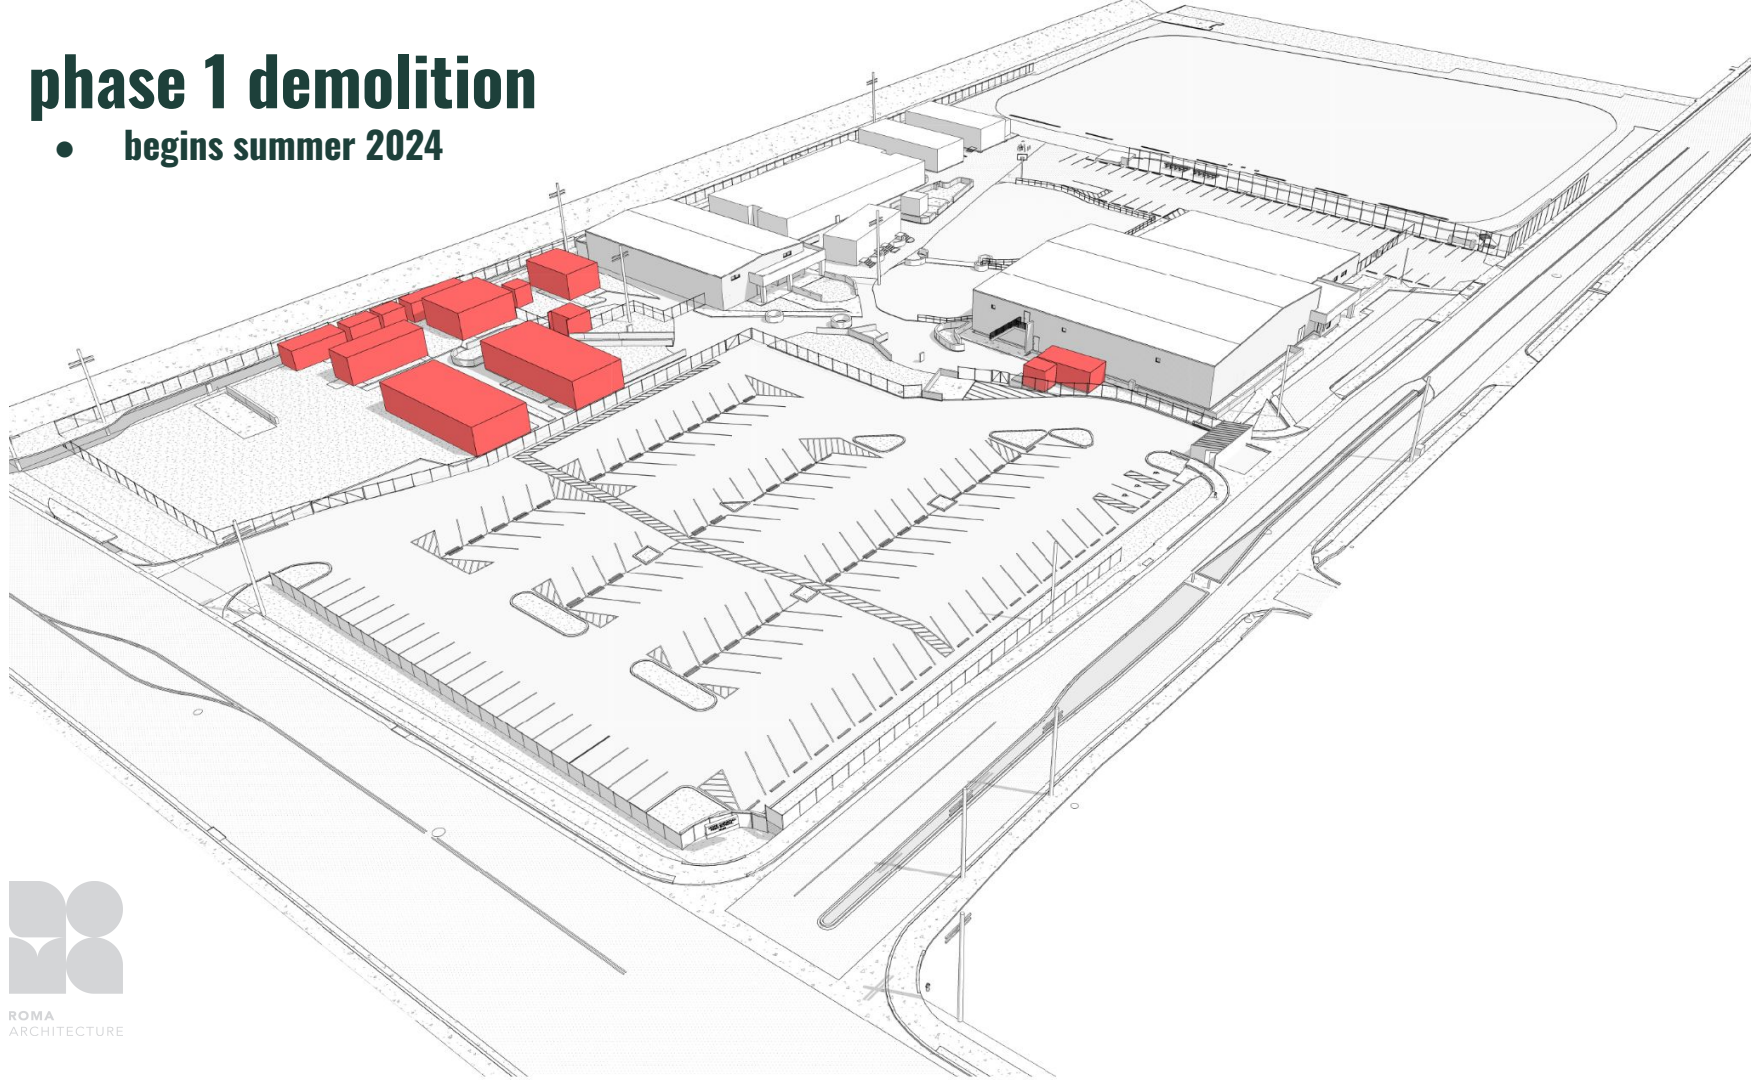 phase 1 demolition
● begins summer 2024
ROMA
ARCHITECTURE